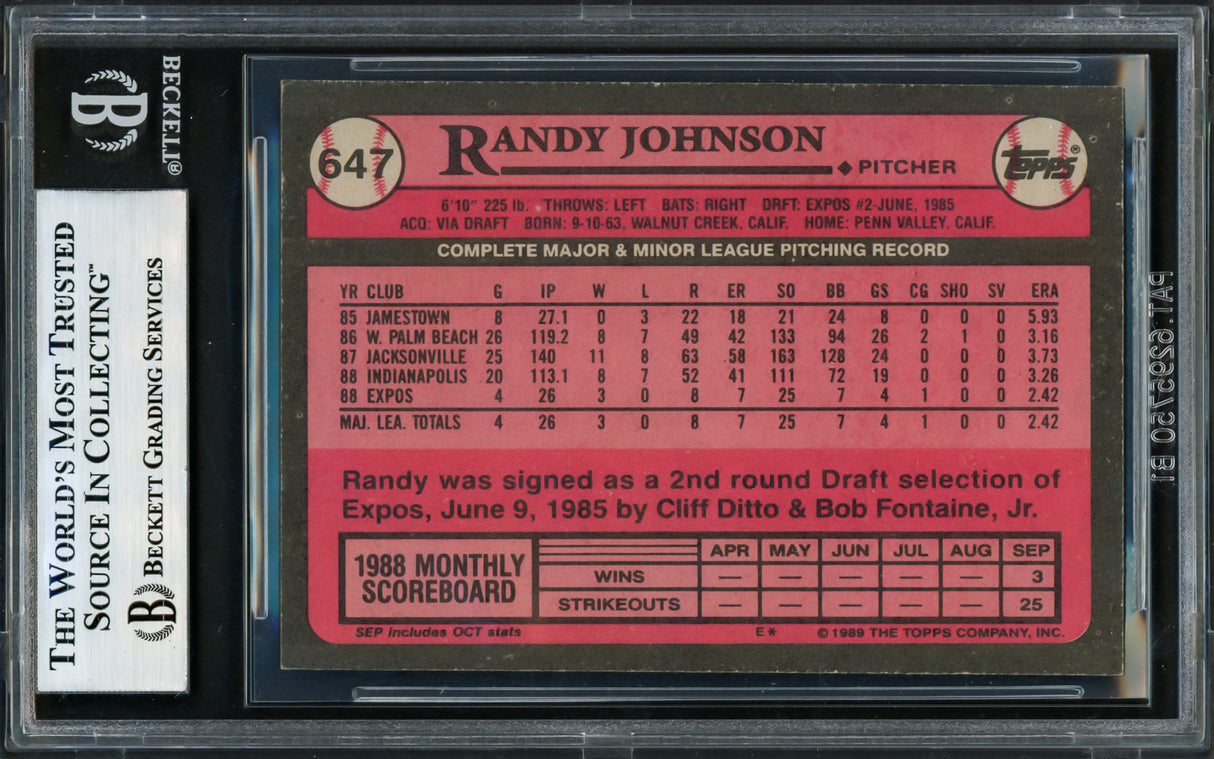 BECKETT®
B
THE WORLD'S MOST TRUSTED
SOURCE IN COLLECTING™
B BECKETT GRADING SERVICES
647
RANDY JOHNSON
◆ PITCHER
TOPPS®
6'10" 225 lb. THROWS: LEFT BATS: RIGHT DRFT: EXPOS #2-JUNE, 1985
ACQ: VIA DRAFT BORN: 9-10-63, WALNUT CREEK, CALIF. HOME: PENN VALLEY, CALIF.
COMPLETE MAJOR & MINOR LEAGUE PITCHING RECORD
YR CLUB G IP W L R ER SO BB GS CG SHO SV ERA
85 JAMESTOWN 8 27.1 0 3 22 18 21 24 8 0 0 0 5.93
86 W. PALM BEACH 26 119.2 8 7 49 42 133 94 26 2 1 0 3.16
87 JACKSONVILLE 25 140 11 8 63 58 163 128 24 0 0 0 3.73
88 INDIANAPOLIS 20 113.1 8 7 52 41 111 72 19 0 0 0 3.26
88 EXPOS 4 26 3 0 8 7 25 7 4 1 0 0 2.42
MAJ. LEA. TOTALS 4 26 3 0 8 7 25 7 4 1 0 0 2.42
Randy was signed as a 2nd round Draft selection of
Expos, June 9, 1985 by Cliff Ditto & Bob Fontaine, Jr.
1988 MONTHLY
SCOREBOARD
APR MAY JUN JUL AUG SEP
WINS — — — — — 3
STRIKEOUTS — — — — — 25
SEP includes OCT stats
E* © 1989 THE TOPPS COMPANY, INC.
PAT. 6295750 B1